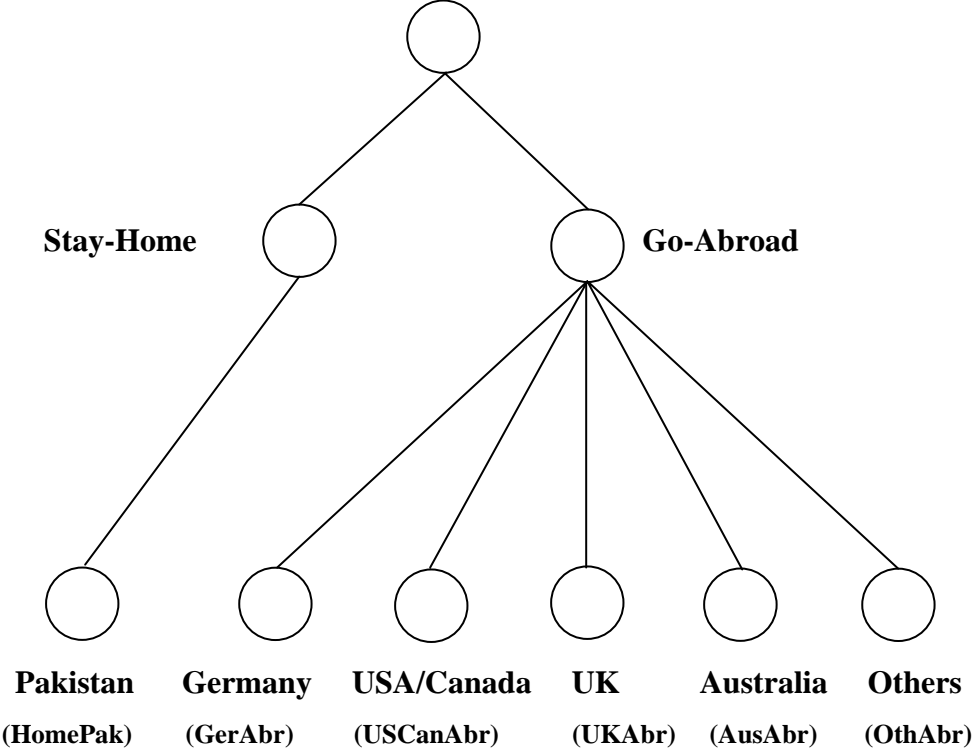 Stay-Home Go-Abroad
Pakistan Germany USA/Canada UK Australia Others
(HomePak) (GerAbr) (USCanAbr) (UKAbr) (AusAbr) (OthAbr)